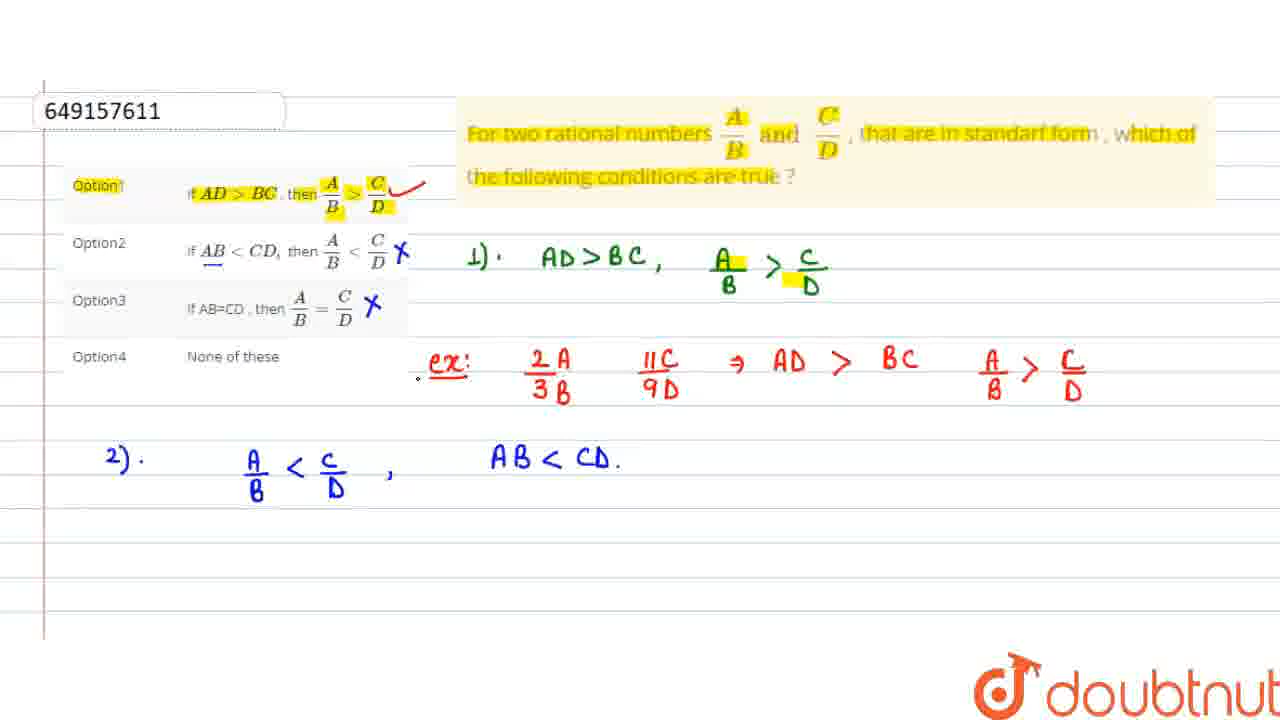 649157611
For two rational numbers A/B and C/D , that are in standarf form , which of
the following conditions are true ?
Option1 If AD > BC , then A/B > C/D
Option2 If AB < CD, then A/B < C/D X
Option3 If AB=CD , then A/B = C/D X
Option4 None of these
1). AD > BC, A/B > C/D
ex: 2A/3B 11C/9D ⇒ AD > BC A/B > C/D
2). A/B < C/D , AB < CD.
doubtnut